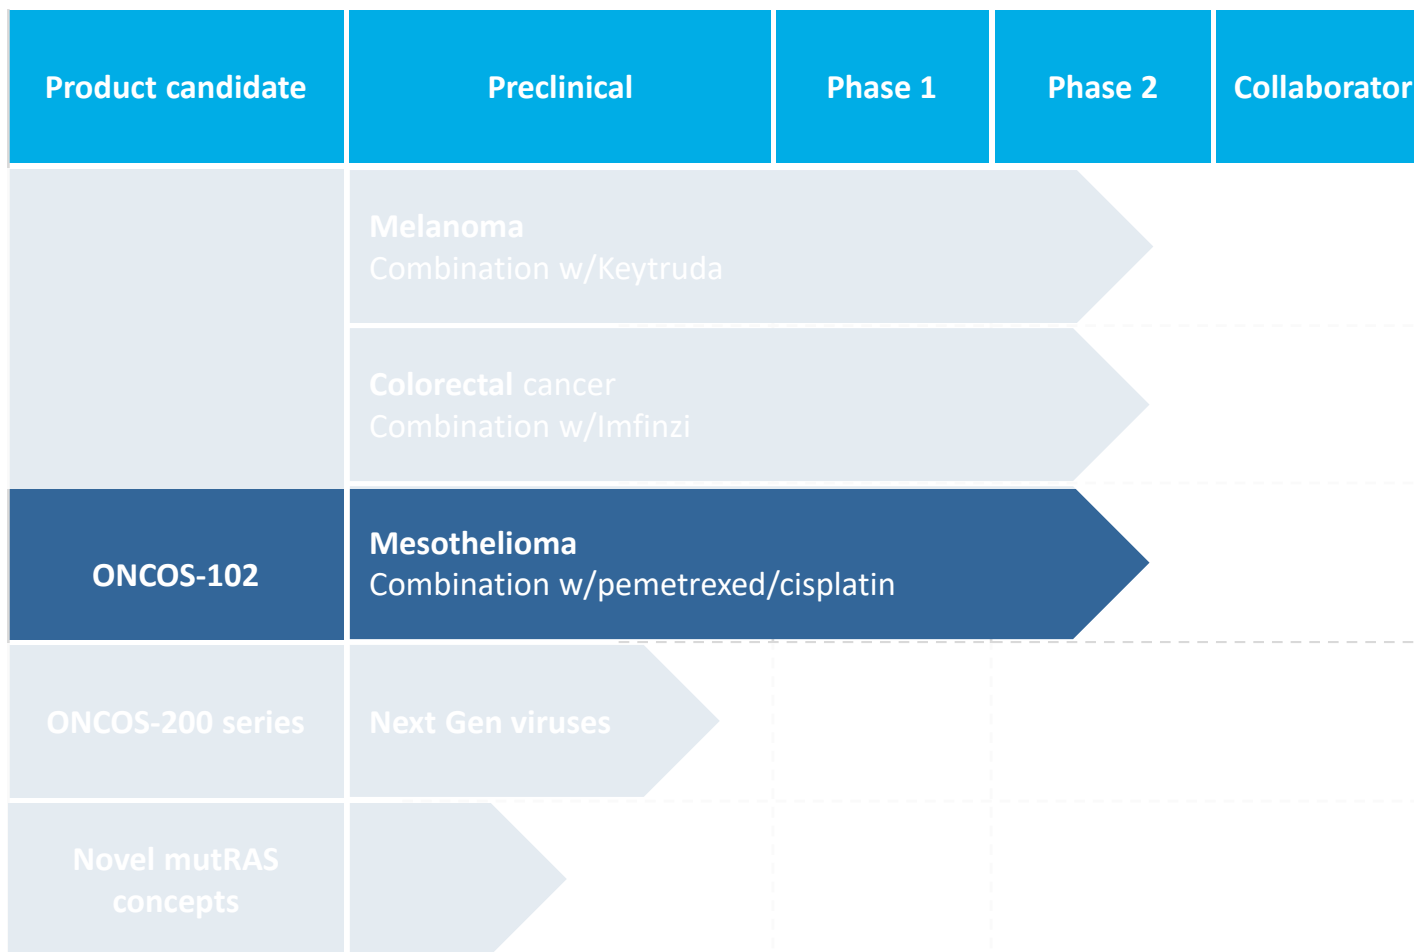 Product candidate Preclinical Phase 1 Phase 2 Collaborator
Melanoma
Combination w/Keytruda
Colorectal cancer
Combination w/Imfinzi
ONCOS-102
Mesothelioma
Combination w/pemetrexed/cisplatin
ONCOS-200 series Next Gen viruses
Novel mutRAS
concepts